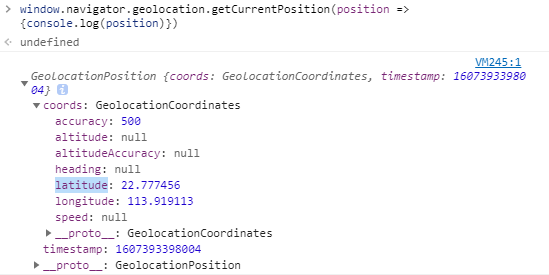 window.navigator.geolocation.getCurrentPosition(position =>
{console.log(position)})
undefined
VM245:1
GeolocationPosition {coords: GeolocationCoordinates, timestamp: 16073933980
04}
coords: GeolocationCoordinates
accuracy: 500
altitude: null
altitudeAccuracy: null
heading: null
latitude: 22.777456
longitude: 113.919113
speed: null
__proto__: GeolocationCoordinates
timestamp: 1607393398004
__proto__: GeolocationPosition